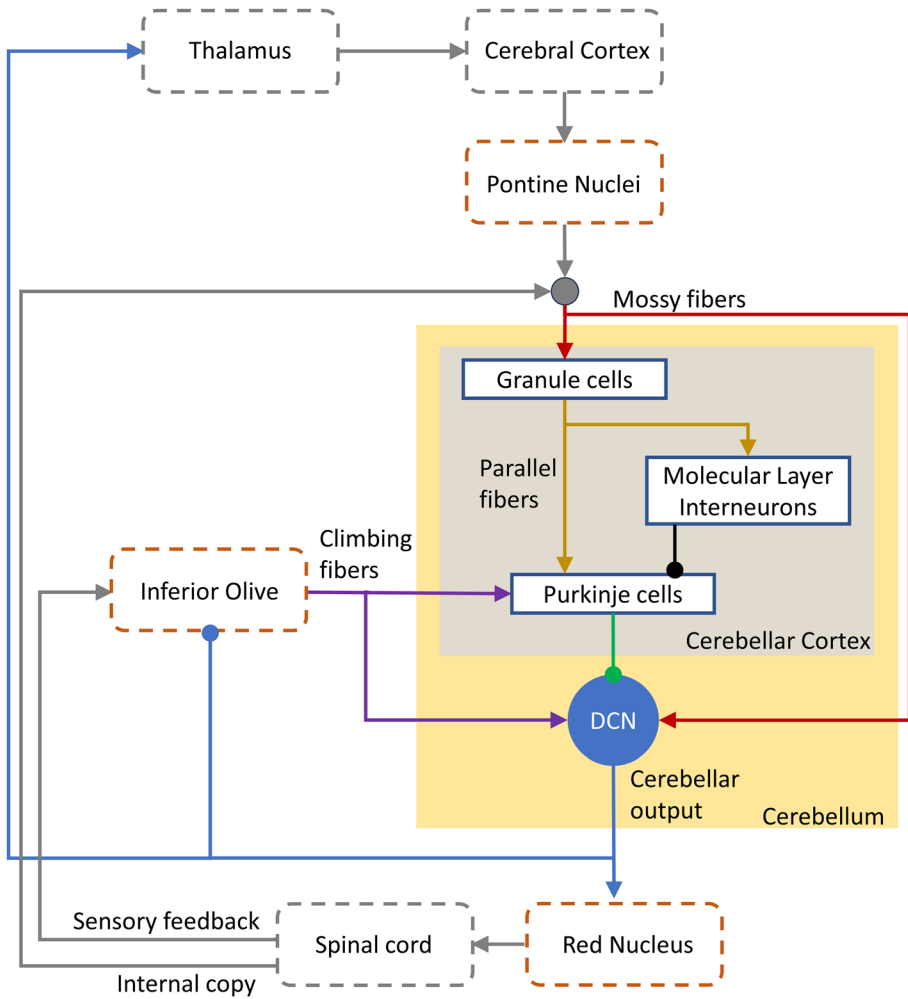 Thalamus
Cerebral Cortex
Pontine Nuclei
Mossy fibers
Granule cells
Parallel
fibers
Molecular Layer
Interneurons
Climbing
fibers
Inferior Olive
Purkinje cells
Cerebellar Cortex
DCN
Cerebellar
output
Cerebellum
Sensory feedback
Spinal cord
Red Nucleus
Internal copy